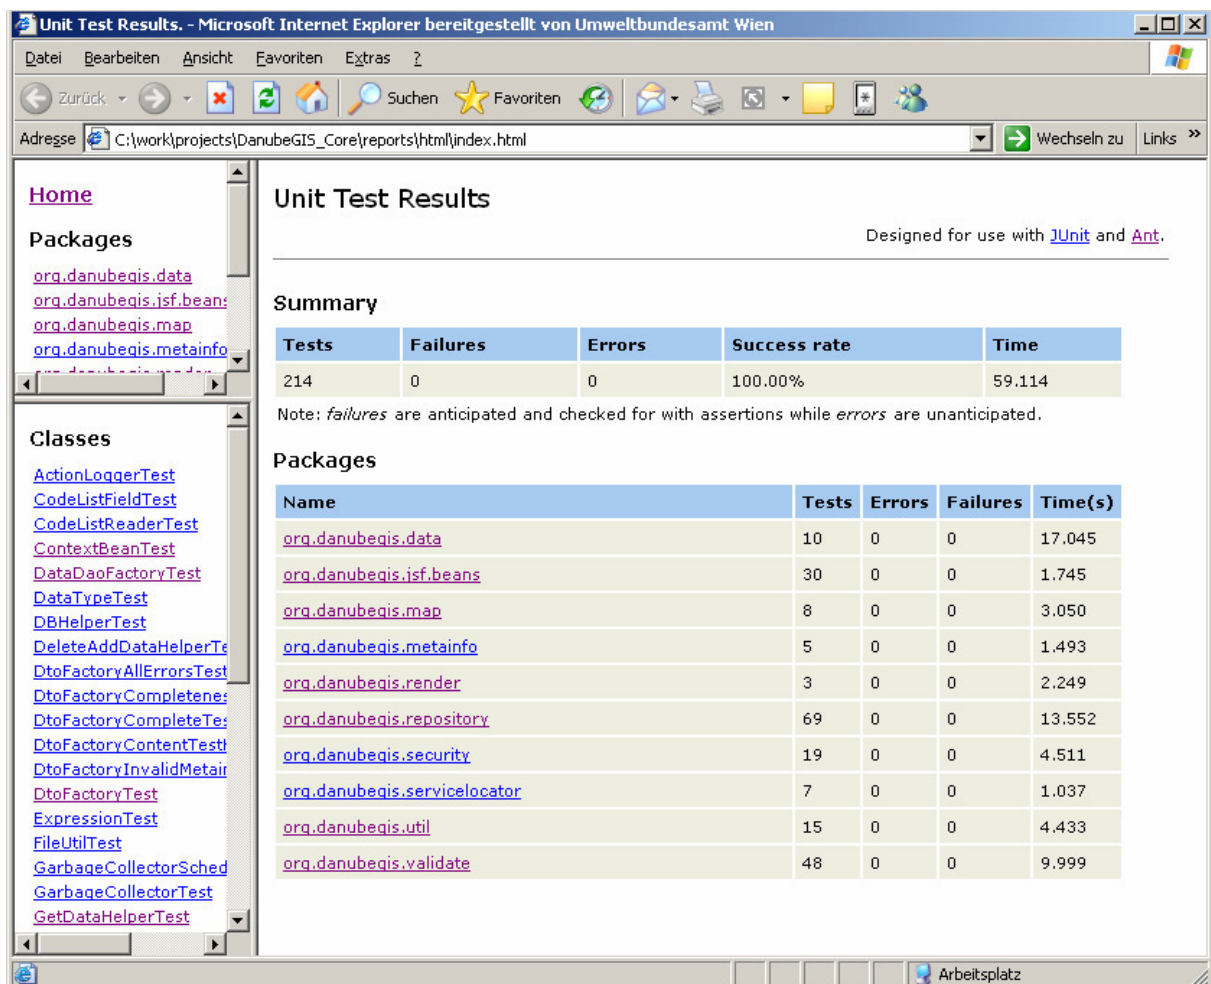 Unit Test Results. - Microsoft Internet Explorer bereitgestellt von Umweltbundesamt Wien
Datei Bearbeiten Ansicht Favoriten Extras ?
Zurück Suchen Favoriten
Adresse C:\work\projects\DanubeGIS_Core\reports\html\index.html Wechseln zu Links »
Home
Packages
org.danubegis.data
org.danubegis.jsf.beans
org.danubegis.map
org.danubegis.metainfo
org.danubegis.render
Classes
ActionLoggerTest
CodeListFieldTest
CodeListReaderTest
ContextBeanTest
DataDaoFactoryTest
DataTypeTest
DBHelperTest
DeleteAddDataHelperTe
DtoFactoryAllErrorsTest
DtoFactoryCompletenes
DtoFactoryCompleteTes
DtoFactoryContentTest
DtoFactoryInvalidMetain
DtoFactoryTest
ExpressionTest
FileUtilTest
GarbageCollectorSched
GarbageCollectorTest
GetDataHelperTest
Unit Test Results
Designed for use with JUnit and Ant.
Summary
Tests Failures Errors Success rate Time
214 0 0 100.00% 59.114
Note: failures are anticipated and checked for with assertions while errors are unanticipated.
Packages
Name Tests Errors Failures Time(s)
org.danubegis.data 10 0 0 17.045
org.danubegis.jsf.beans 30 0 0 1.745
org.danubegis.map 8 0 0 3.050
org.danubegis.metainfo 5 0 0 1.493
org.danubegis.render 3 0 0 2.249
org.danubegis.repository 69 0 0 13.552
org.danubegis.security 19 0 0 4.511
org.danubegis.servicelocator 7 0 0 1.037
org.danubegis.util 15 0 0 4.433
org.danubegis.validate 48 0 0 9.999
Arbeitsplatz